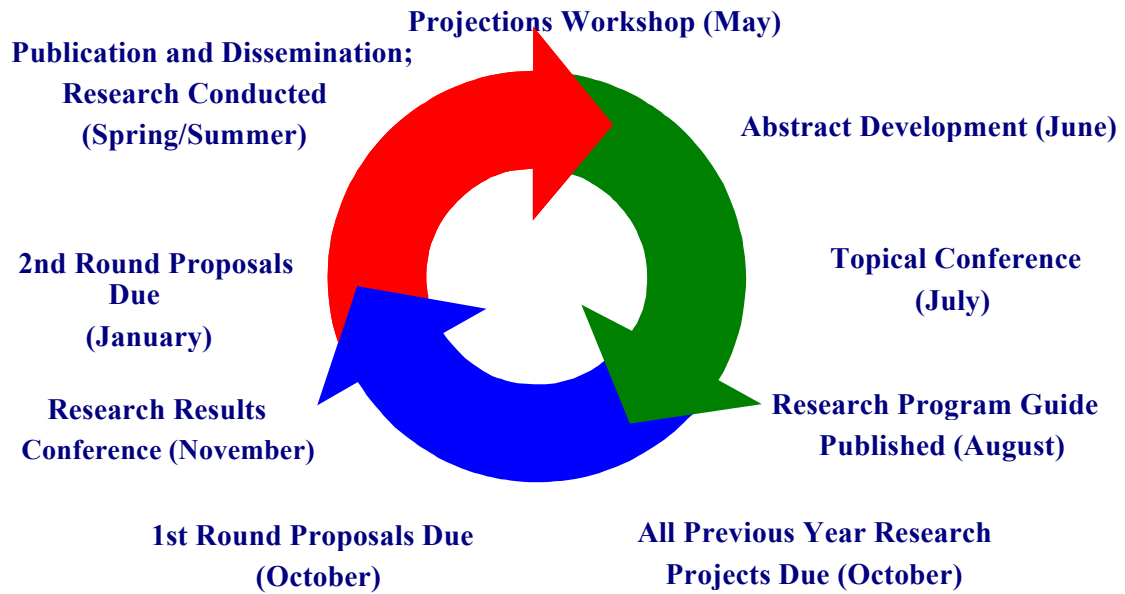 Projections Workshop (May)
Publication and Dissemination;
Research Conducted
(Spring/Summer)
Abstract Development (June)
2nd Round Proposals
Due
(January)
Topical Conference
(July)
Research Results
Conference (November)
Research Program Guide
Published (August)
1st Round Proposals Due
(October)
All Previous Year Research
Projects Due (October)